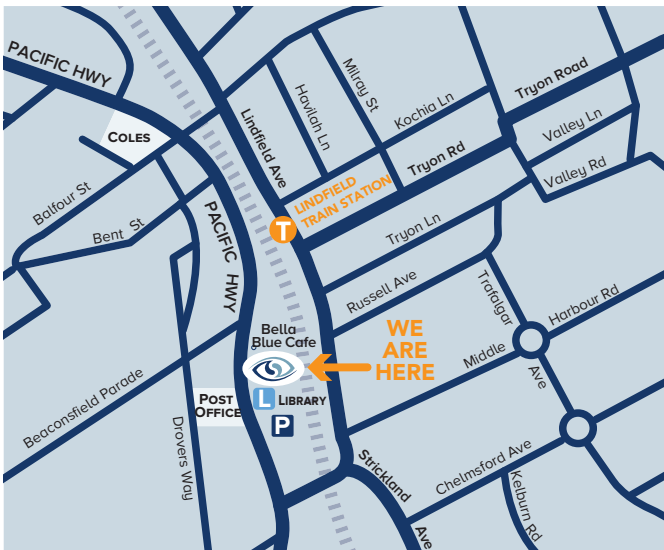 PACIFIC HWY
COLES
Balfour St
Bent St
PACIFIC HWY
Lindfield Ave
Havilah Ln
Milray St
Kochia Ln
Tryon Road
Valley Ln
Valley Rd
Tryon Rd
T
LINDFIELD
TRAIN STATION
Tryon Ln
Russell Ave
Trafalgar
Ave
Harbour Rd
Middle
Bella
Blue Cafe
WE
ARE
HERE
L LIBRARY
P
POST
OFFICE
Beaconsfield Parade
Drovers Way
Strickland
Ave
Chelmsford Ave
Kelburn Rd